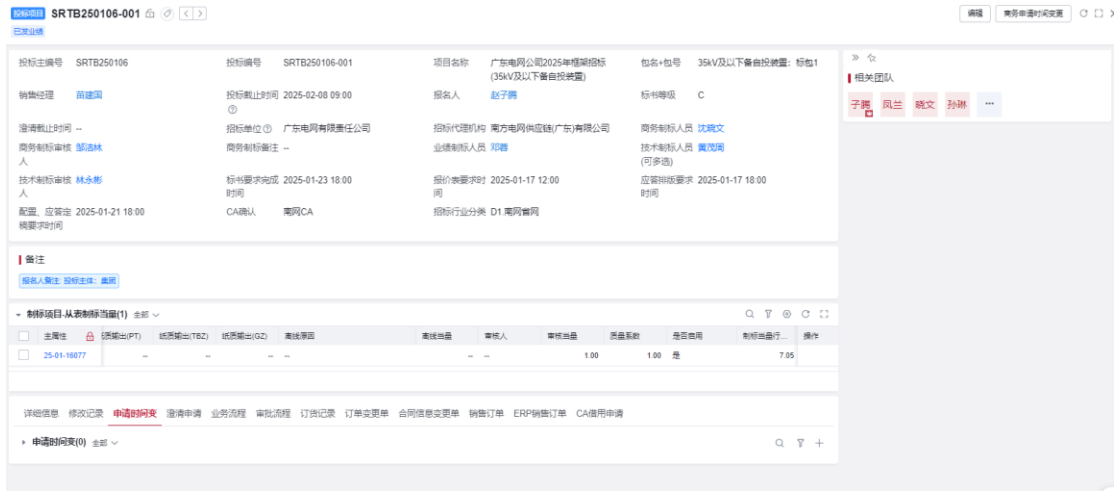 投标项目 SRTB250106-001
编辑 商务申请时间变更
已发业绩
投标主编号 SRTB250106 投标编号 SRTB250106-001 项目名称 广东电网公司2025年框架招标(35kV及以下备自投装置) 包名+包号 35kV及以下备自投装置：标包1
销售经理 苗建国 投标截止时间 2025-02-08 09:00 报名人 赵子腾 标书等级 C
澄清截止时间 -- 招标单位 广东电网有限责任公司 招标代理机构 南方电网供应链(广东)有限公司 商务制标人员 沈晓文
商务制标审核人 邹洁林 商务制标备注 -- 业绩制标人员 邓蓉 技术制标人员(可多选) 黄茂周
技术制标审核人 林永彬 标书要求完成时间 2025-01-23 18:00 报价表要求时间 2025-01-17 12:00 应答排版要求时间 2025-01-17 18:00
配置、应答定稿要求时间 2025-01-21 18:00 CA确认 南网CA 招标行业分类 D1.南网省网
相关团队
子腾 凤兰 晓文 孙琳 ...
备注
报名人备注: 投标主体：集团
制标项目-从表制标当量(1) 全部
主属性 纸质输出(PT) 纸质输出(TBZ) 纸质输出(GZ) 离线原因 离线当量 审核人 审核当量 质量系数 是否启用 制标当量行... 操作
25-01-16077 -- -- -- -- -- -- 1.00 1.00 是 7.05
详细信息 修改记录 申请时间变 澄清申请 业务流程 审批流程 订货记录 订单变更单 合同信息变更单 销售订单 ERP销售订单 CA借用申请
申请时间变(0) 全部